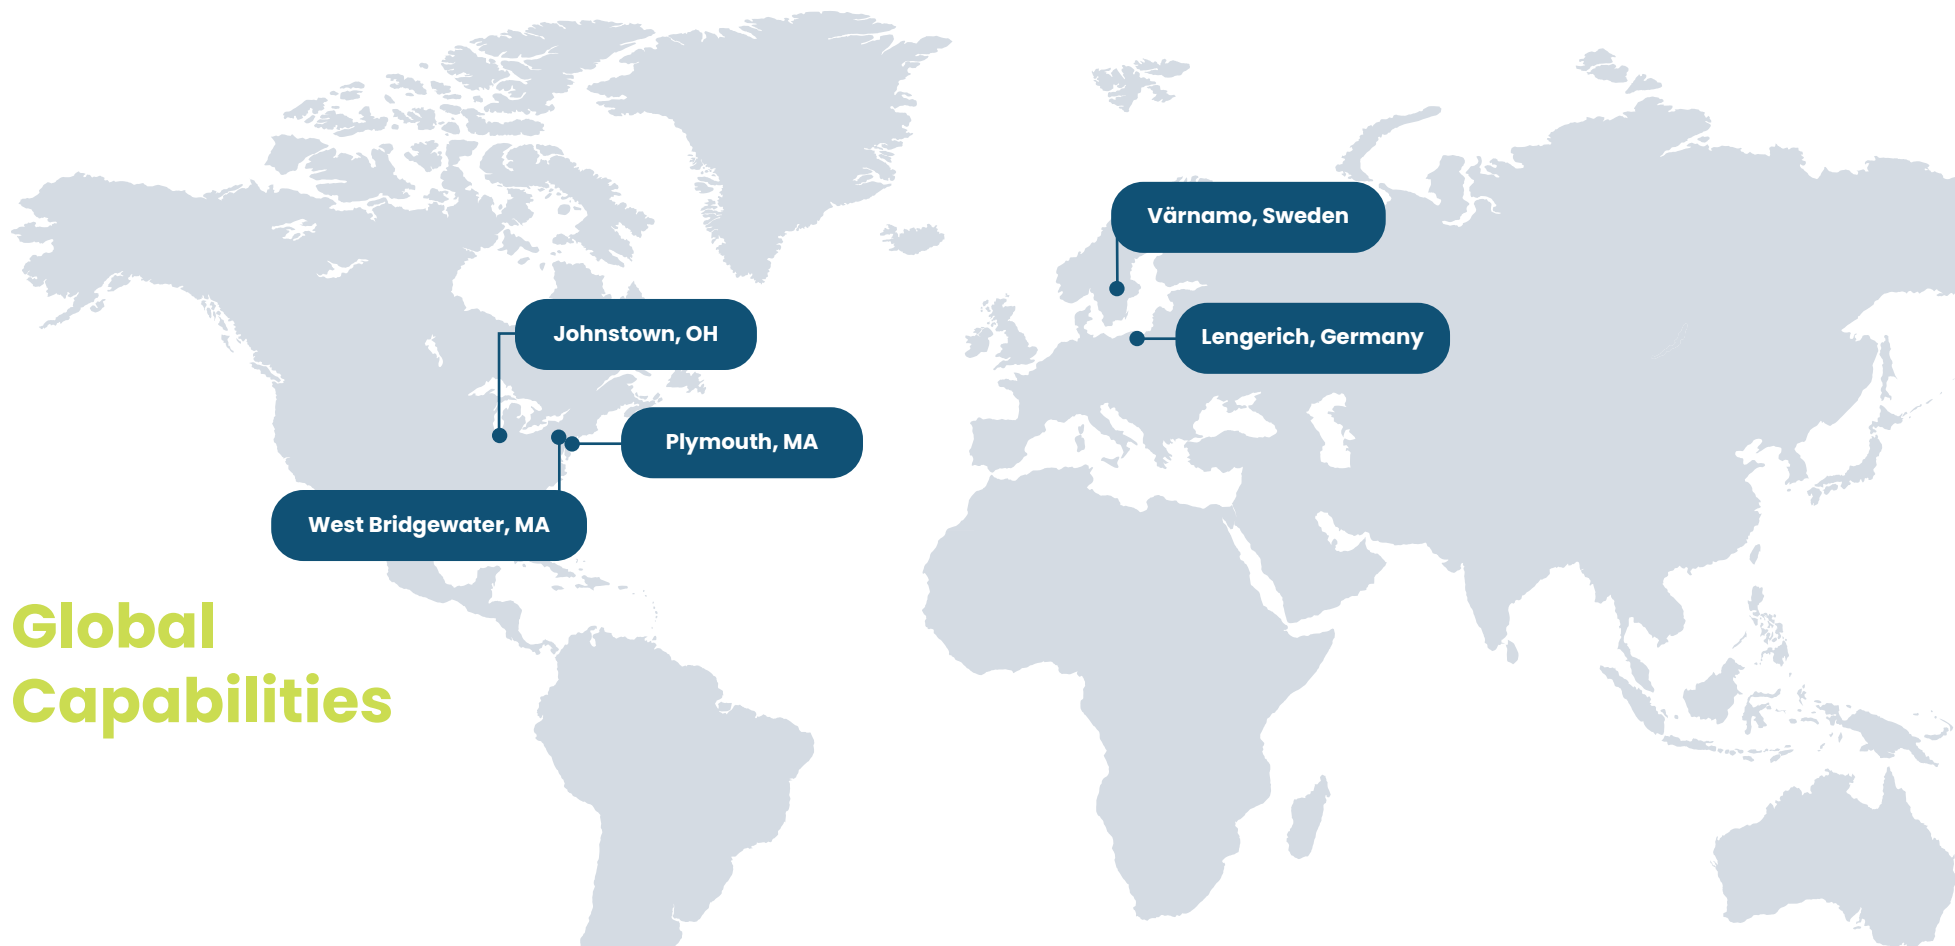 Värnamo, Sweden
Johnstown, OH
Lengerich, Germany
Plymouth, MA
West Bridgewater, MA
Global
Capabilities